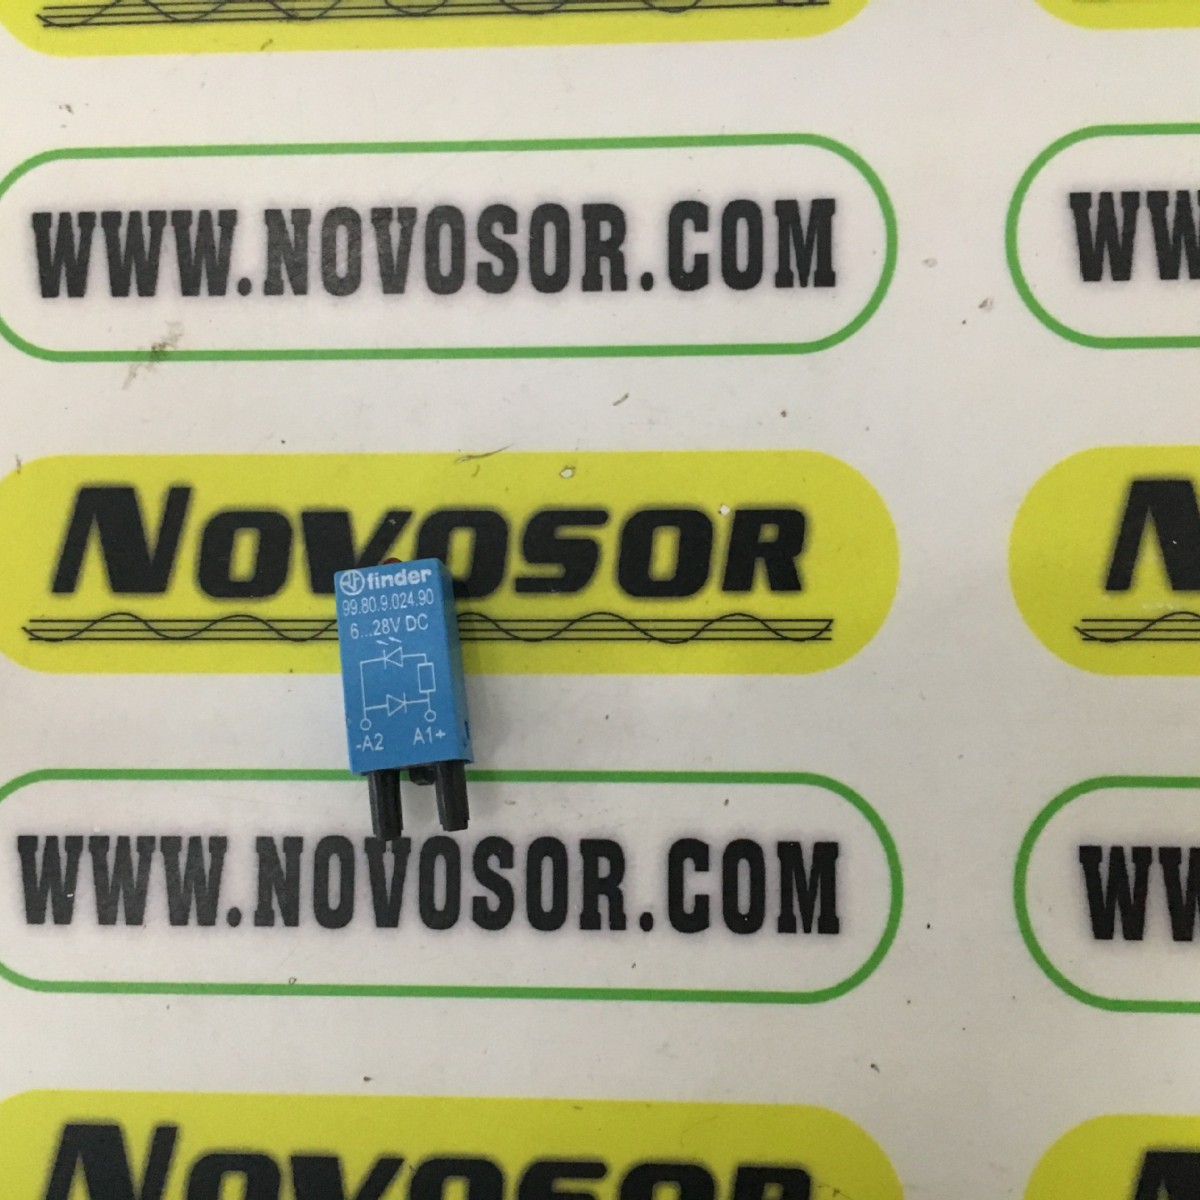 WWW.NOVOSOR.COM
WW
NOVOSOR
N
finder
99.80.9.024.90
6...28V DC
-A2 A1+
WWW.NOVOSOR.COM
WW
NOVOSOR